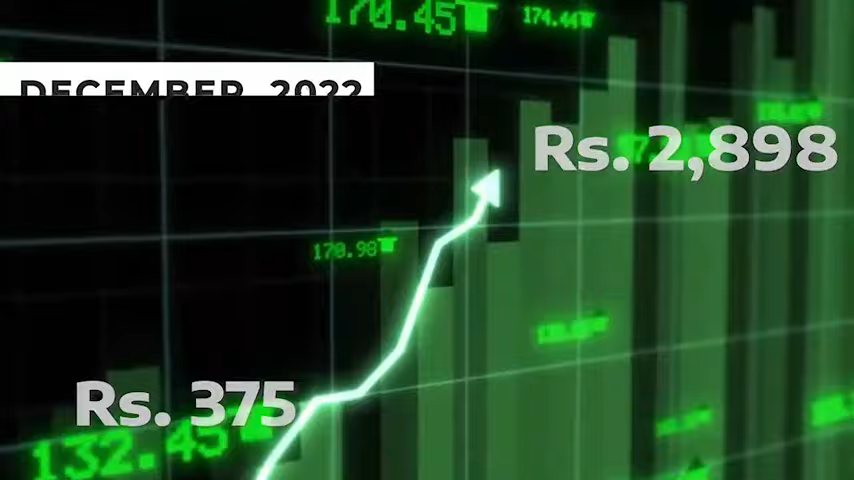 170.45
174.44
DECEMBER, 2022
Rs. 2,898
170.98
Rs. 375
132.45